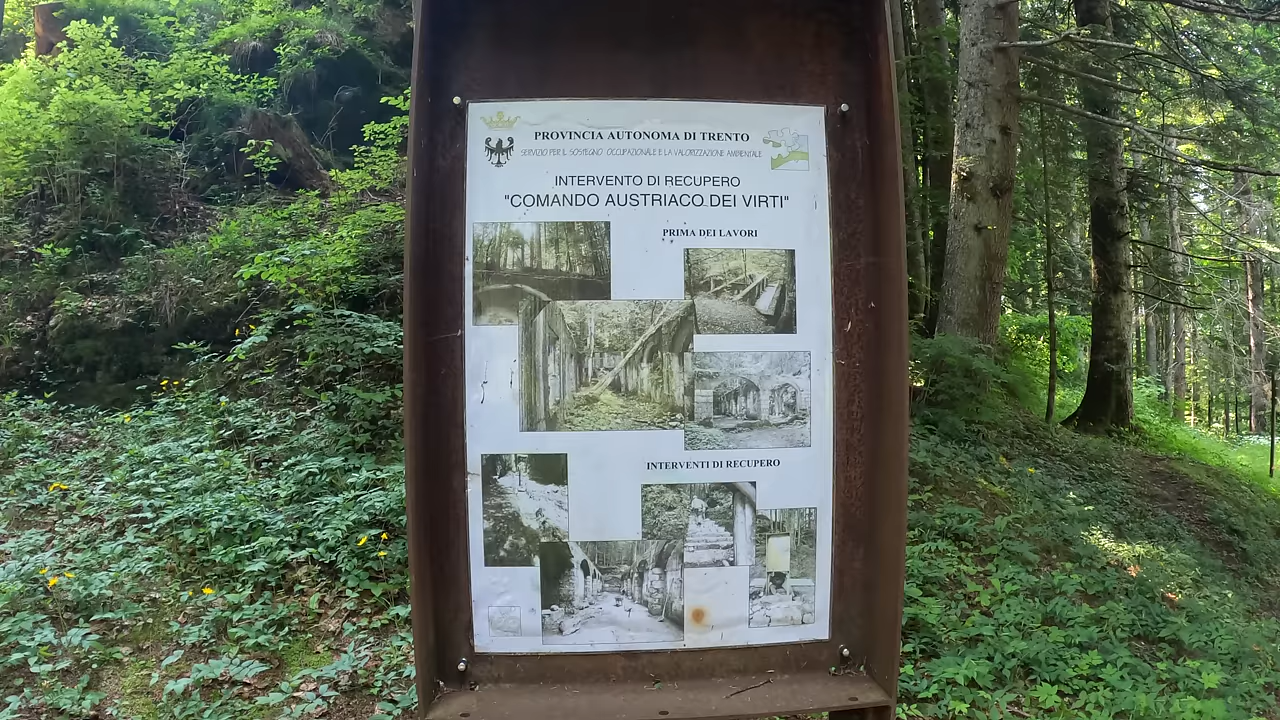 PROVINCIA AUTONOMA DI TRENTO
SERVIZIO PER IL SOSTEGNO OCCUPAZIONALE E LA VALORIZZAZIONE AMBIENTALE
INTERVENTO DI RECUPERO
"COMANDO AUSTRIACO DEI VIRTI"
PRIMA DEI LAVORI
INTERVENTI DI RECUPERO